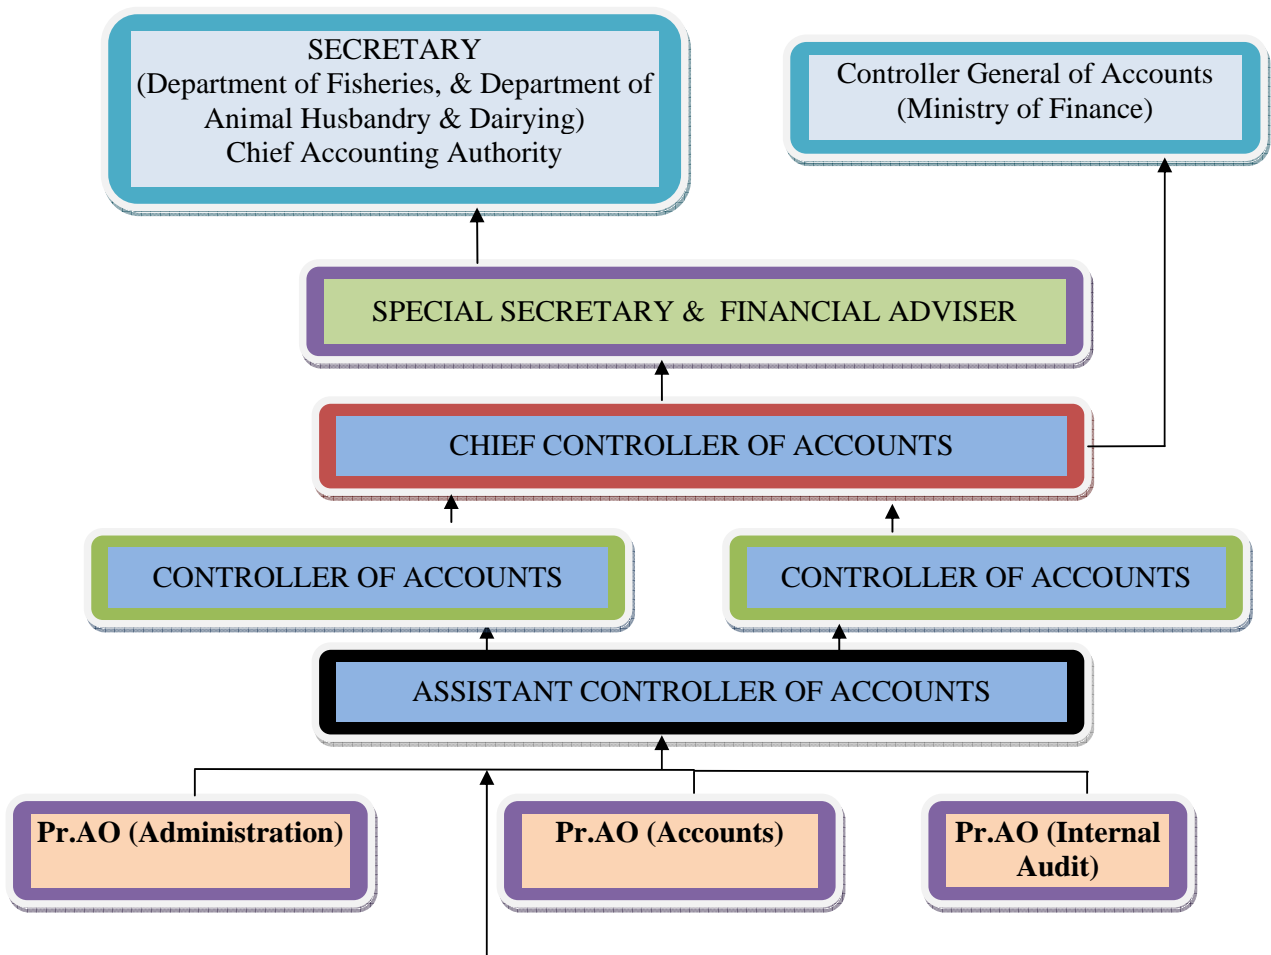 SECRETARY
(Department of Fisheries, & Department of
Animal Husbandry & Dairying)
Chief Accounting Authority
Controller General of Accounts
(Ministry of Finance)
SPECIAL SECRETARY & FINANCIAL ADVISER
CHIEF CONTROLLER OF ACCOUNTS
CONTROLLER OF ACCOUNTS
CONTROLLER OF ACCOUNTS
ASSISTANT CONTROLLER OF ACCOUNTS
Pr.AO (Administration)
Pr.AO (Accounts)
Pr.AO (Internal
Audit)